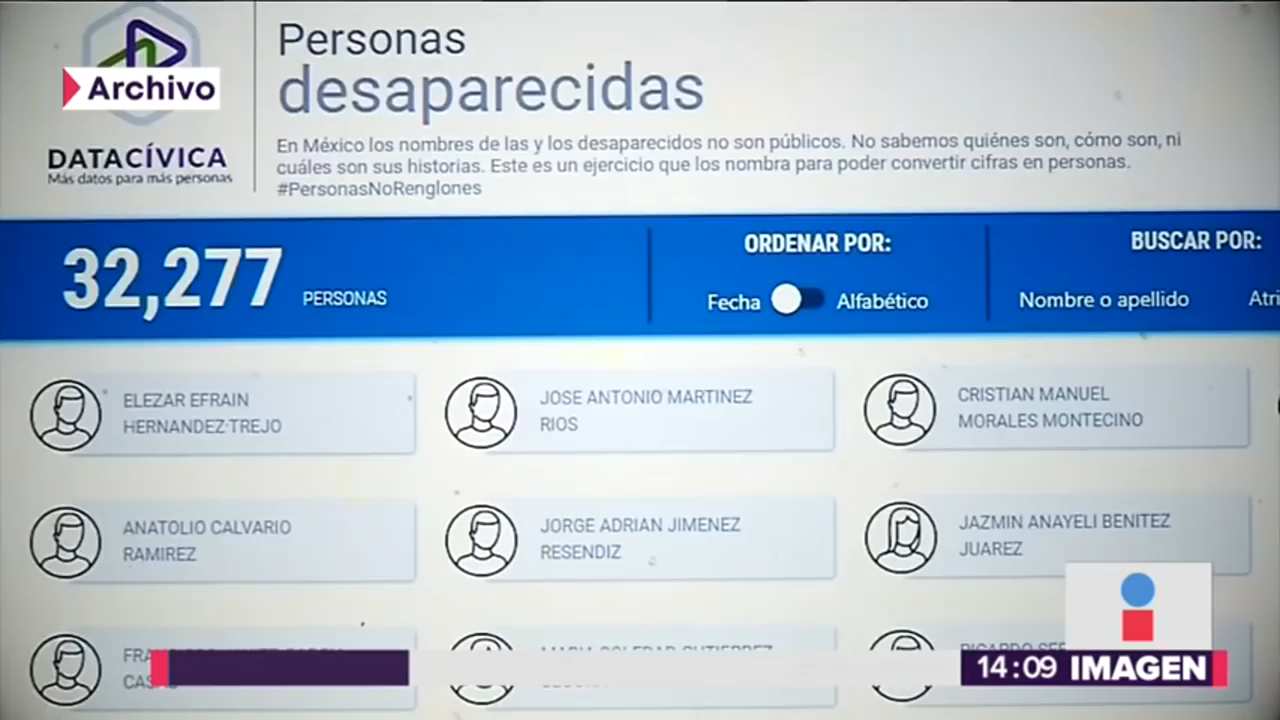 Archivo
DATACÍVICA
Más datos para más personas
Personas
desaparecidas
En México los nombres de las y los desaparecidos no son públicos. No sabemos quiénes son, cómo son, ni
cuáles son sus historias. Este es un ejercicio que los nombra para poder convertir cifras en personas.
#PersonasNoRenglones
32,277 PERSONAS
ORDENAR POR:
Fecha Alfabético
BUSCAR POR:
Nombre o apellido
ELEZAR EFRAIN
HERNANDEZ TREJO
JOSE ANTONIO MARTINEZ
RIOS
CRISTIAN MANUEL
MORALES MONTECINO
ANATOLIO CALVARIO
RAMIREZ
JORGE ADRIAN JIMENEZ
RESENDIZ
JAZMIN ANAYELI BENITEZ
JUAREZ
MARIA SOLEDAD GUTIERREZ
RICARDO
14:09 IMAGEN